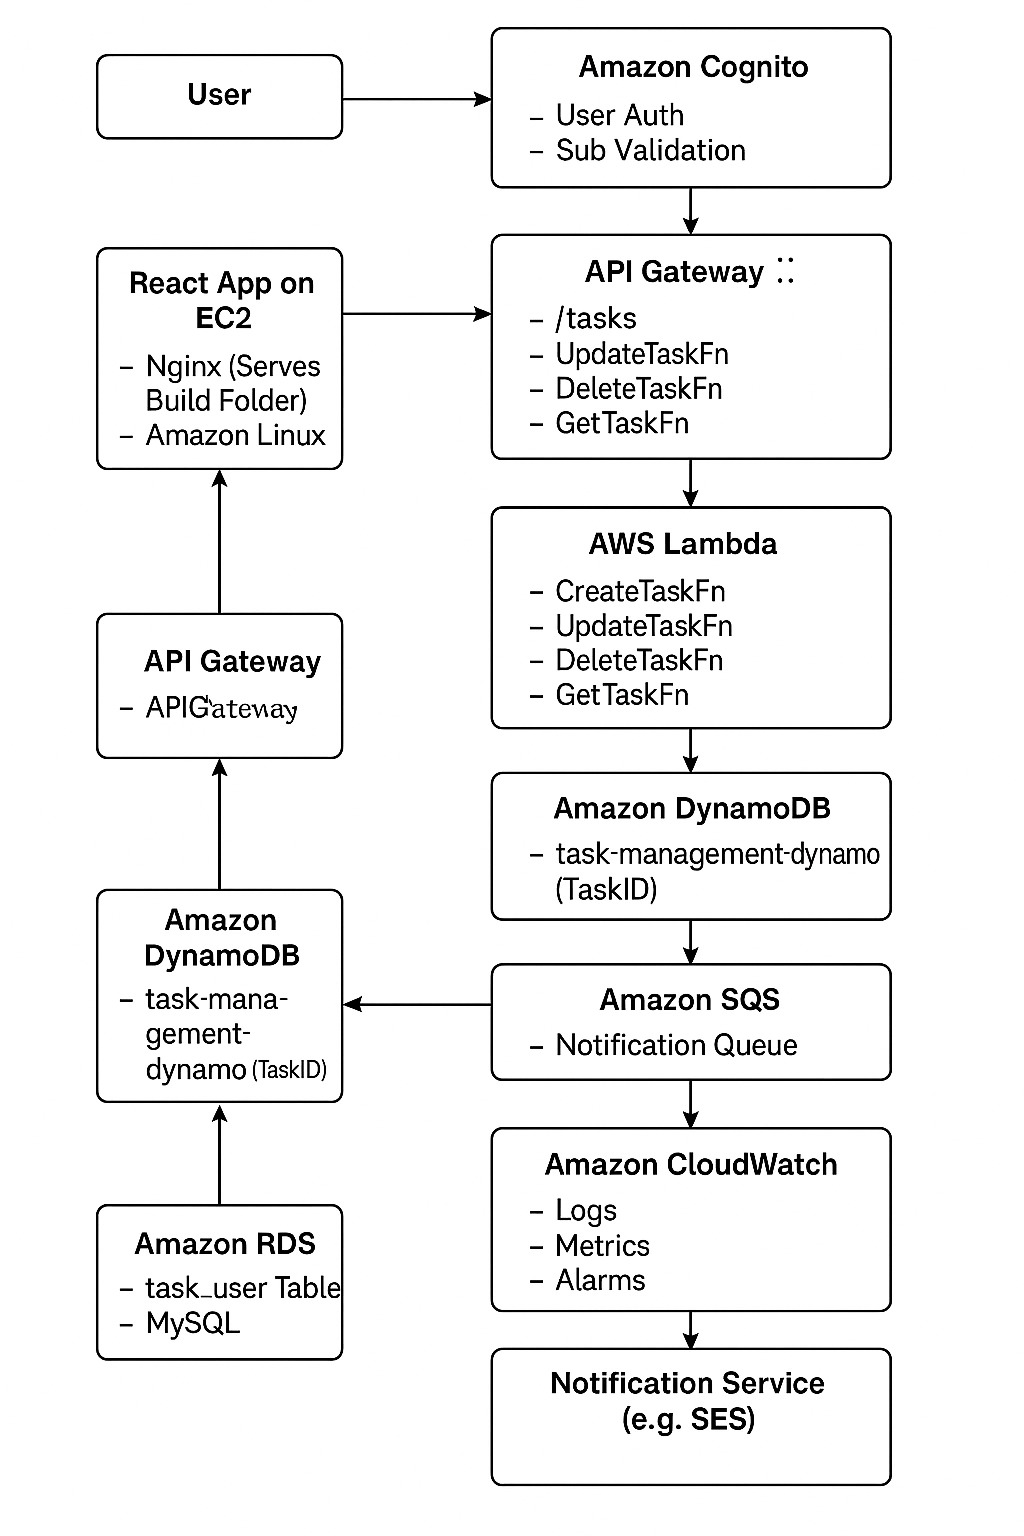 User
Amazon Cognito
– User Auth
– Sub Validation
React App on
EC2
– Nginx (Serves
Build Folder)
– Amazon Linux
API Gateway ::
– /tasks
– UpdateTaskFn
– DeleteTaskFn
– GetTaskFn
AWS Lambda
– CreateTaskFn
– UpdateTaskFn
– DeleteTaskFn
– GetTaskFn
API Gateway
– APIGateway
Amazon DynamoDB
– task-management-dynamo
(TaskID)
Amazon
DynamoDB
– task-mana-
gement-
dynamo (TaskID)
Amazon SQS
– Notification Queue
Amazon CloudWatch
– Logs
– Metrics
– Alarms
Amazon RDS
– task_user Table
– MySQL
Notification Service
(e.g. SES)